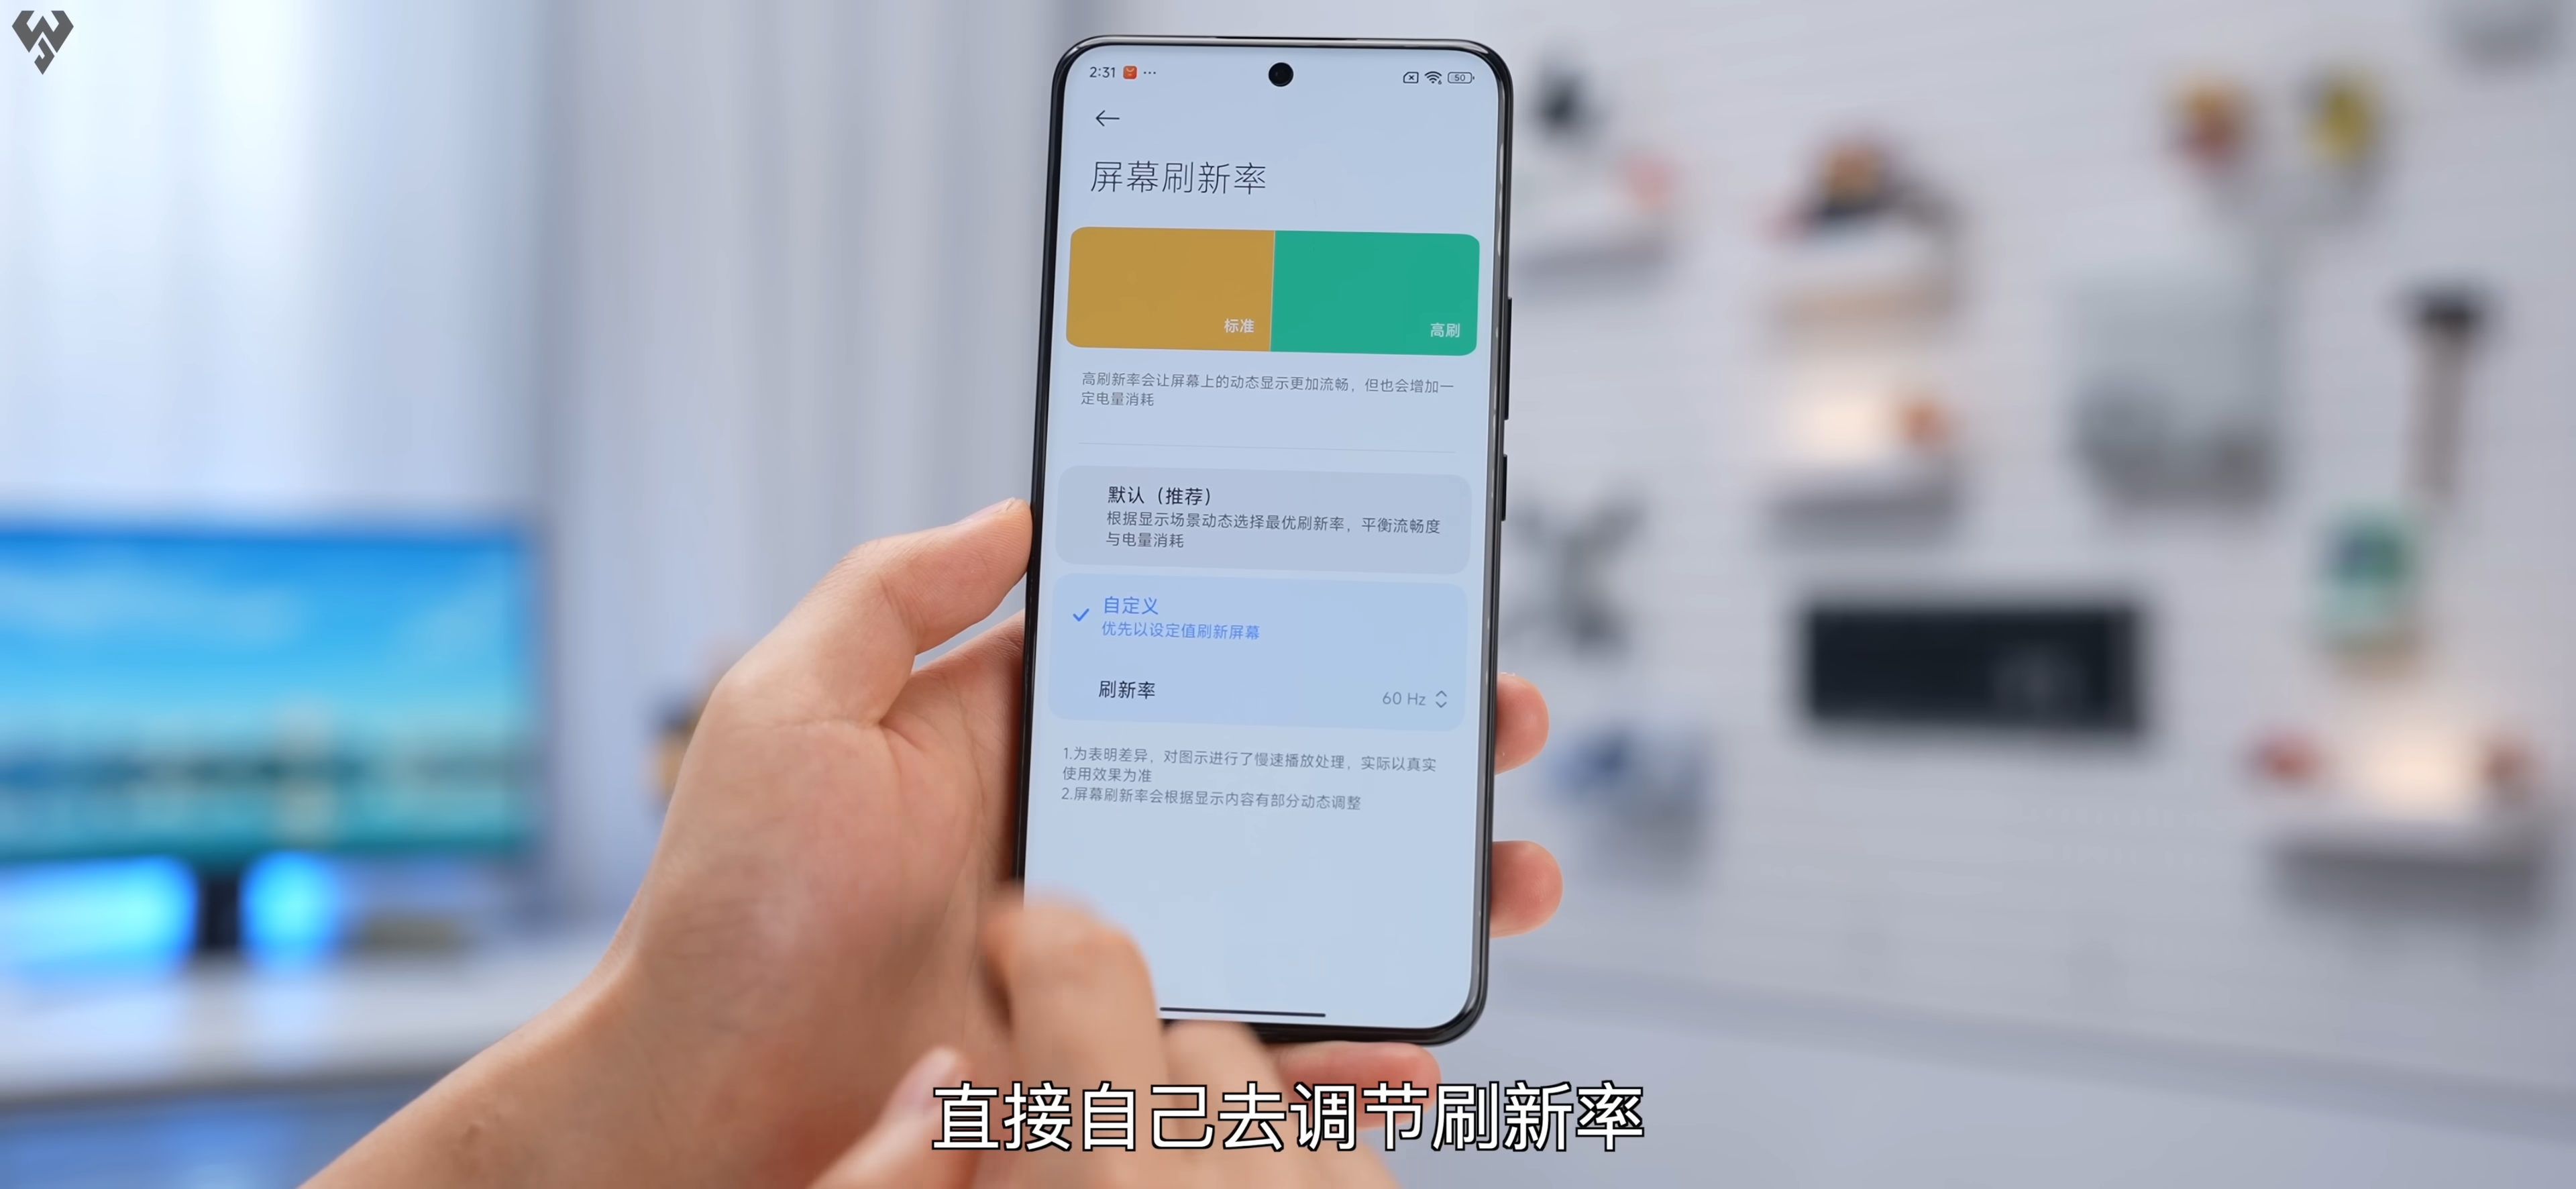 2:31
50
屏幕刷新率
标准
高刷
高刷新率会让屏幕上的动态显示更加流畅，但也会增加一
定电量消耗
默认（推荐）
根据显示场景动态选择最优刷新率，平衡流畅度
与电量消耗
自定义
优先以设定值刷新屏幕
刷新率
60 Hz
1.为表明差异，对图示进行了慢速播放处理，实际以真实
使用效果为准
2.屏幕刷新率会根据显示内容有部分动态调整
直接自己去调节刷新率